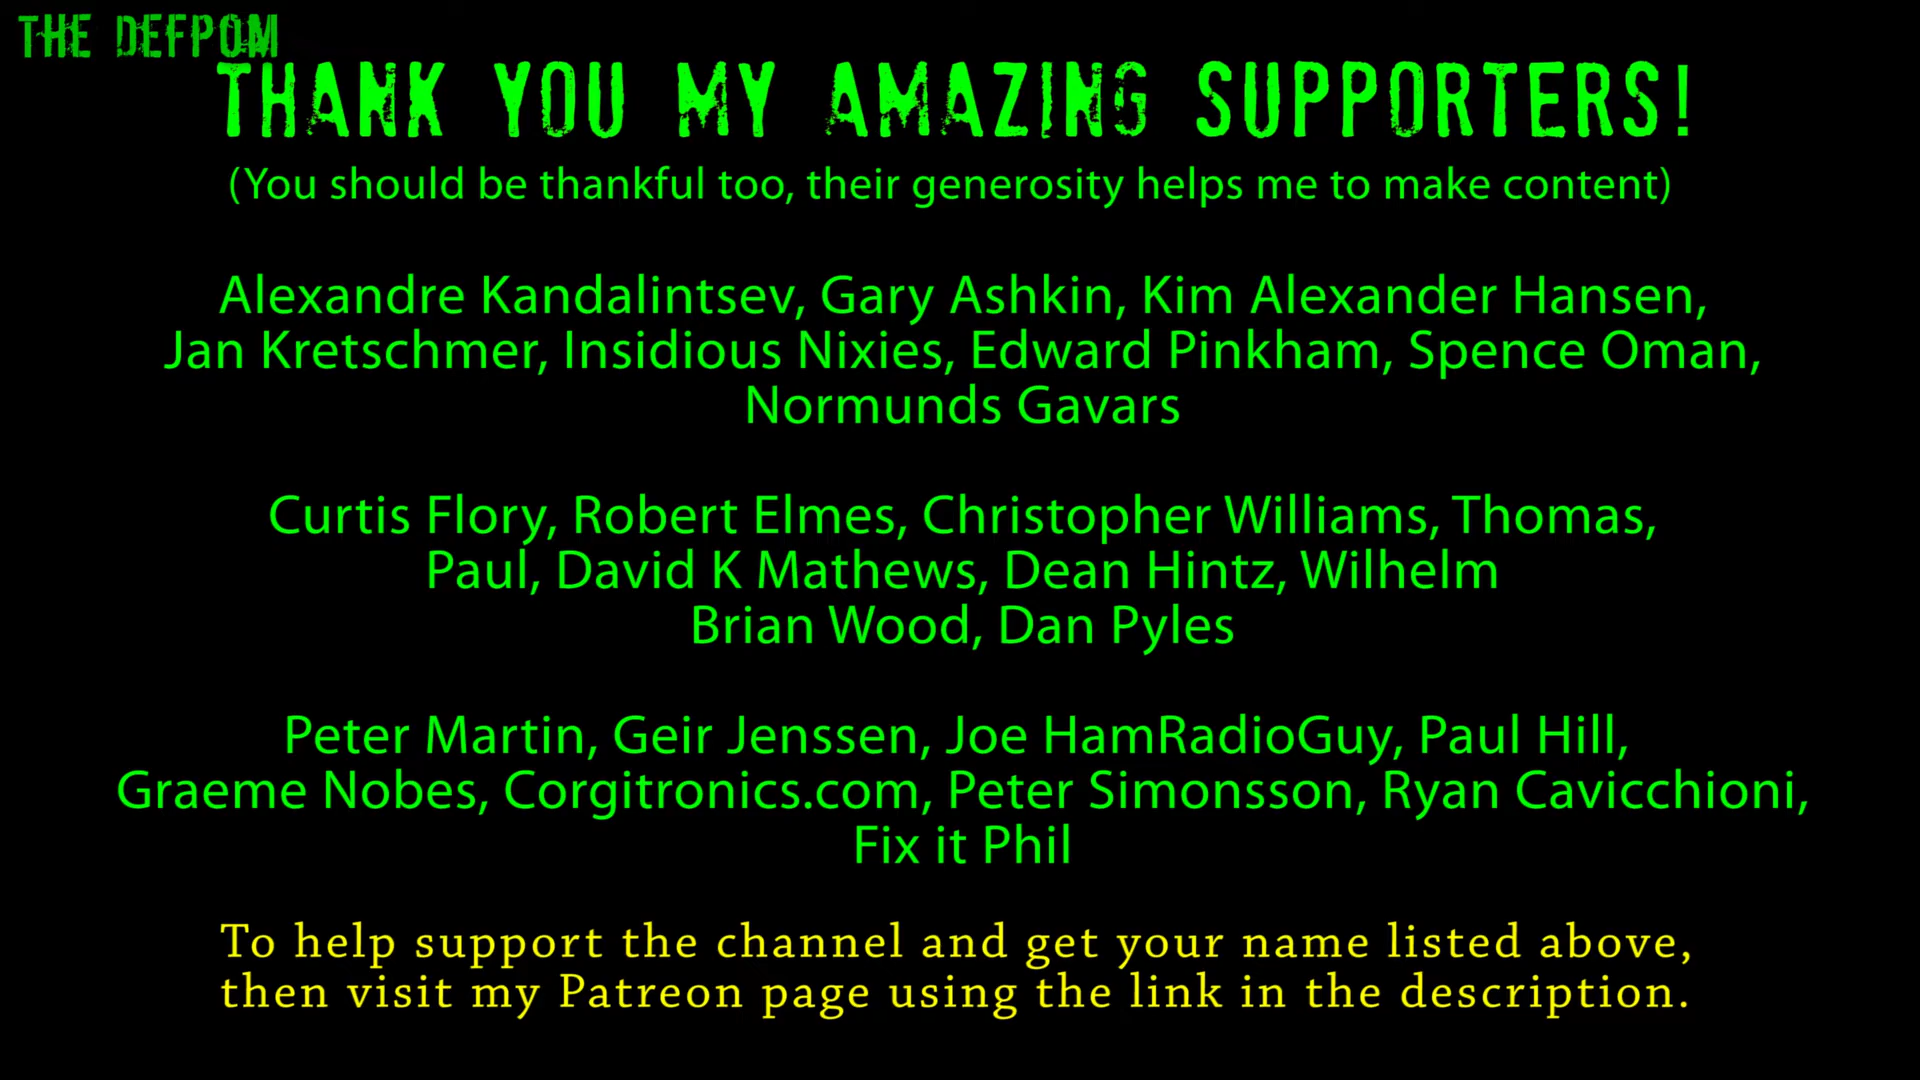 THE DEFPOM
THANK YOU MY AMAZING SUPPORTERS!
(You should be thankful too, their generosity helps me to make content)
Alexandre Kandalintsev, Gary Ashkin, Kim Alexander Hansen,
Jan Kretschmer, Insidious Nixies, Edward Pinkham, Spence Oman,
Normunds Gavars
Curtis Flory, Robert Elmes, Christopher Williams, Thomas,
Paul, David K Mathews, Dean Hintz, Wilhelm
Brian Wood, Dan Pyles
Peter Martin, Geir Jenssen, Joe HamRadioGuy, Paul Hill,
Graeme Nobes, Corgitronics.com, Peter Simonsson, Ryan Cavicchioni,
Fix it Phil
To help support the channel and get your name listed above,
then visit my Patreon page using the link in the description.